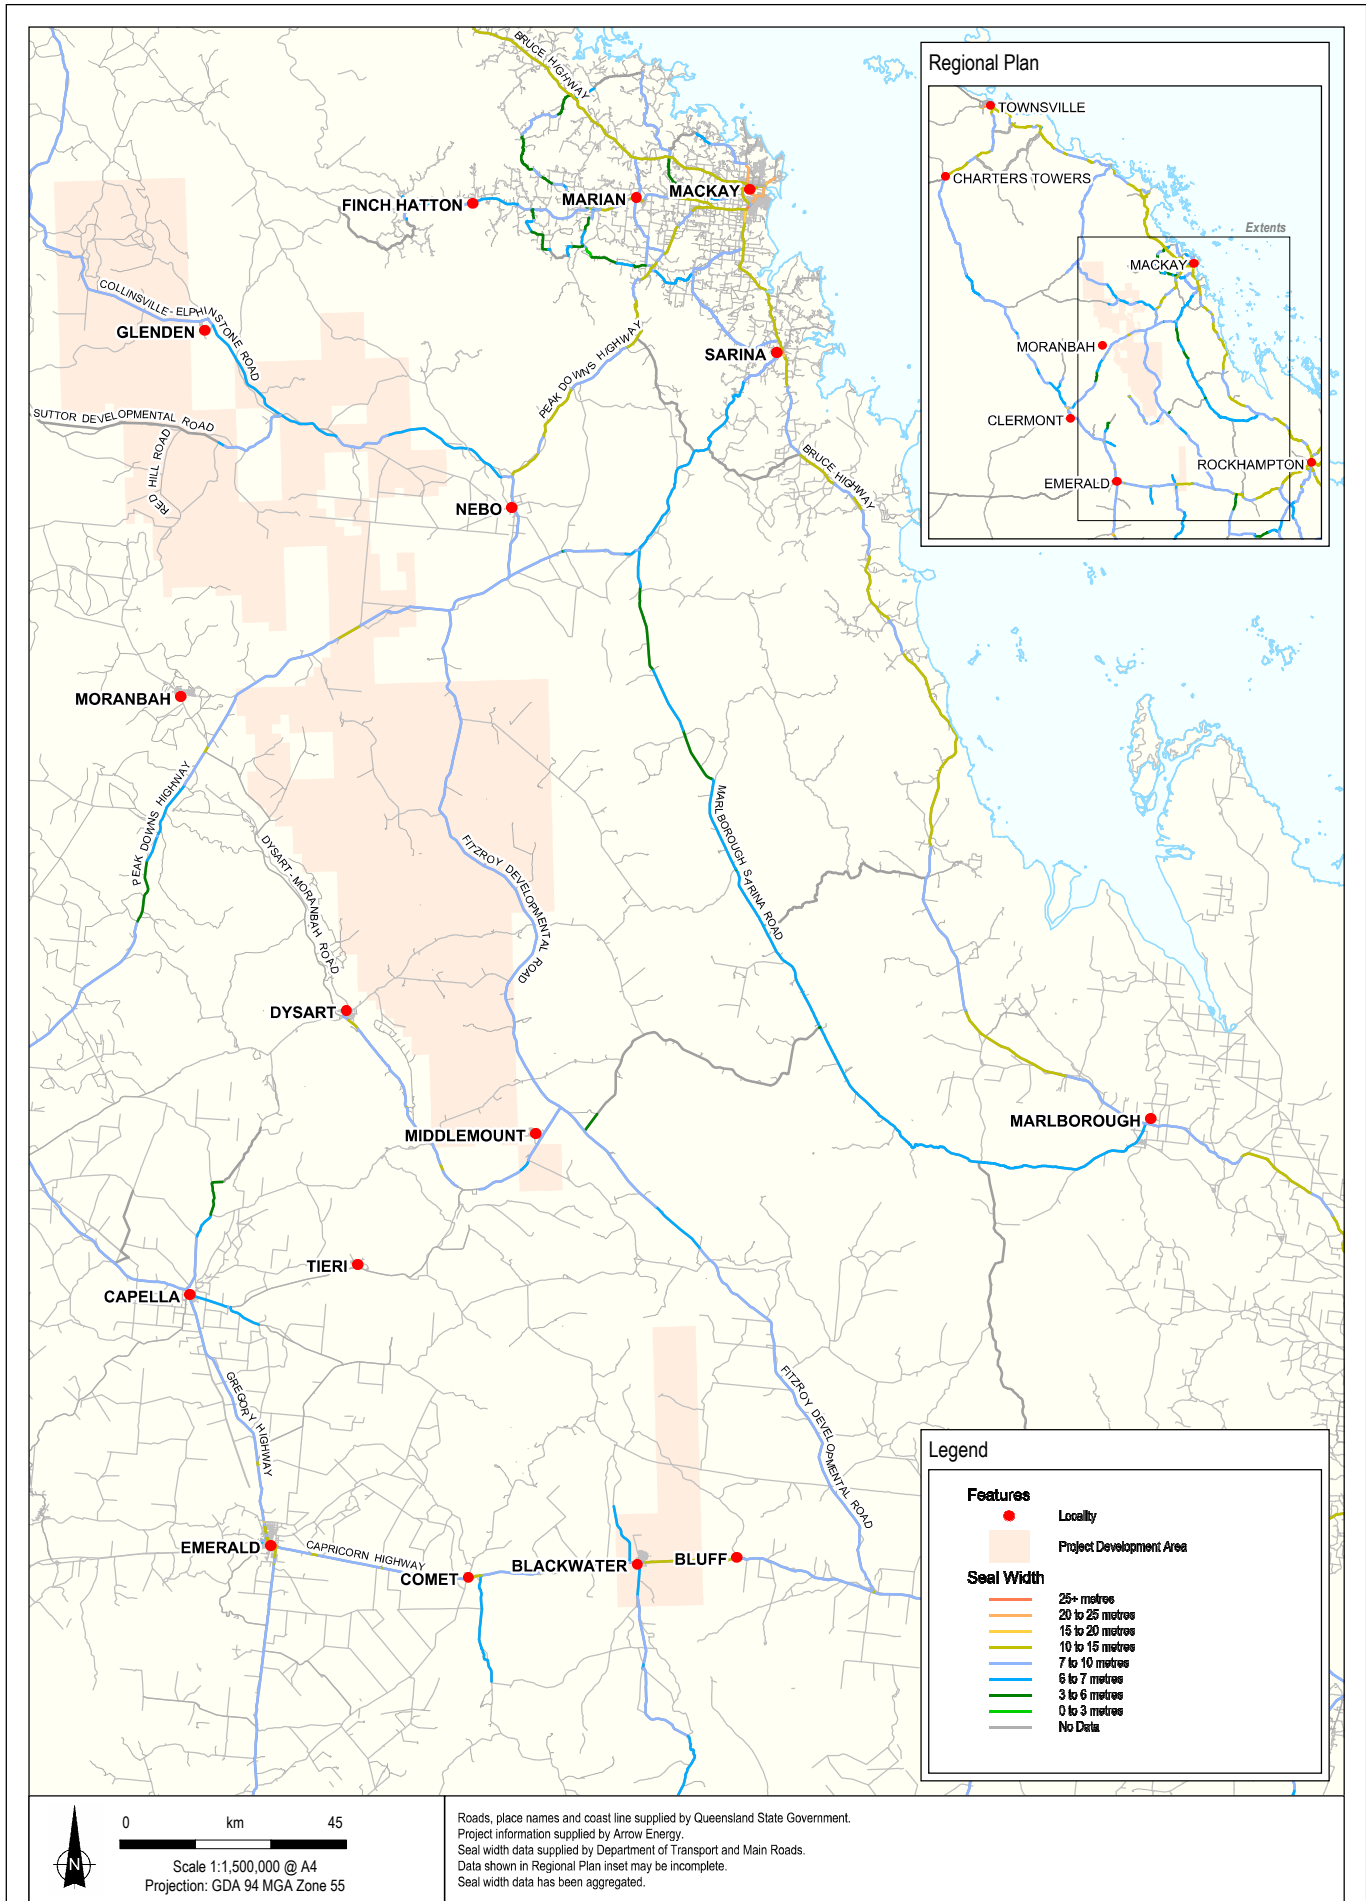 BRUCE HIGHWAY
FINCH HATTON
MARIAN
MACKAY
COLLINSVILLE-ELPHINSTONE ROAD
GLENDEN
PEAK DOWNS HIGHWAY
SARINA
SUTTOR DEVELOPMENTAL ROAD
RED HILL ROAD
NEBO
BRUCE HIGHWAY
MORANBAH
PEAK DOWNS HIGHWAY
DYSART-MORANBAH ROAD
FITZROY DEVELOPMENTAL ROAD
MARLBOROUGH SARINA ROAD
DYSART
MIDDLEMOUNT
MARLBOROUGH
TIERI
CAPELLA
GREGORY HIGHWAY
FITZROY DEVELOPMENTAL ROAD
EMERALD
CAPRICORN HIGHWAY
COMET
BLACKWATER
BLUFF
Regional Plan
TOWNSVILLE
CHARTERS TOWERS
Extents
MACKAY
MORANBAH
CLERMONT
ROCKHAMPTON
EMERALD
Legend
Features
Locality
Project Development Area
Seal Width
25+ metres
20 to 25 metres
15 to 20 metres
10 to 15 metres
7 to 10 metres
6 to 7 metres
3 to 6 metres
0 to 3 metres
No Data
N
0 km 45
Scale 1:1,500,000 @ A4
Projection: GDA 94 MGA Zone 55
Roads, place names and coast line supplied by Queensland State Government.
Project information supplied by Arrow Energy.
Seal width data supplied by Department of Transport and Main Roads.
Data shown in Regional Plan inset may be incomplete.
Seal width data has been aggregated.